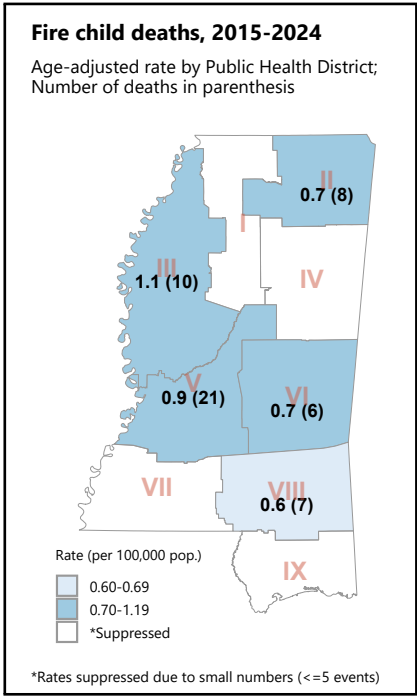 Fire child deaths, 2015-2024
Age-adjusted rate by Public Health District;
Number of deaths in parenthesis
II
0.7 (8)
I
III
1.1 (10)
IV
V
0.9 (21)
VI
0.7 (6)
VII
VIII
0.6 (7)
IX
Rate (per 100,000 pop.)
0.60-0.69
0.70-1.19
*Suppressed
*Rates suppressed due to small numbers (<=5 events)